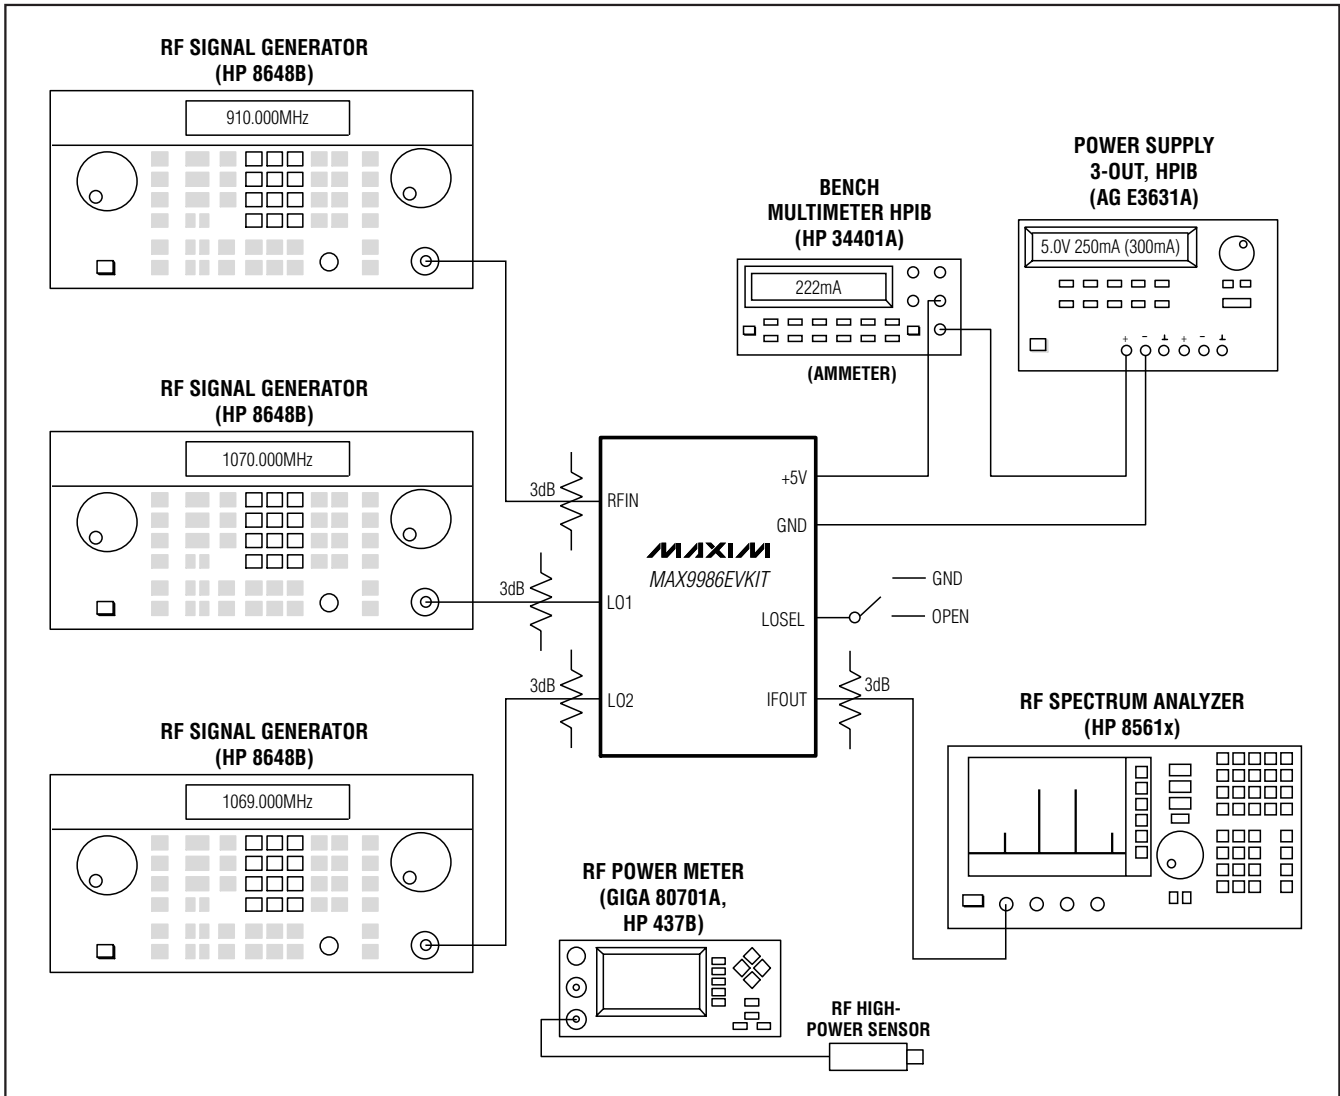 RF SIGNAL GENERATOR
(HP 8648B)
910.000MHz
RF SIGNAL GENERATOR
(HP 8648B)
1070.000MHz
RF SIGNAL GENERATOR
(HP 8648B)
1069.000MHz
BENCH
MULTIMETER HPIB
(HP 34401A)
222mA
(AMMETER)
POWER SUPPLY
3-OUT, HPIB
(AG E3631A)
5.0V 250mA (300mA)
+ - ⊥ + - ⊥
3dB
RFIN
3dB
LO1
3dB
LO2
MAXIM
MAX9986EVKIT
+5V
GND
LOSEL
GND
OPEN
IFOUT
3dB
RF SPECTRUM ANALYZER
(HP 8561x)
RF POWER METER
(GIGA 80701A,
HP 437B)
RF HIGH-
POWER SENSOR